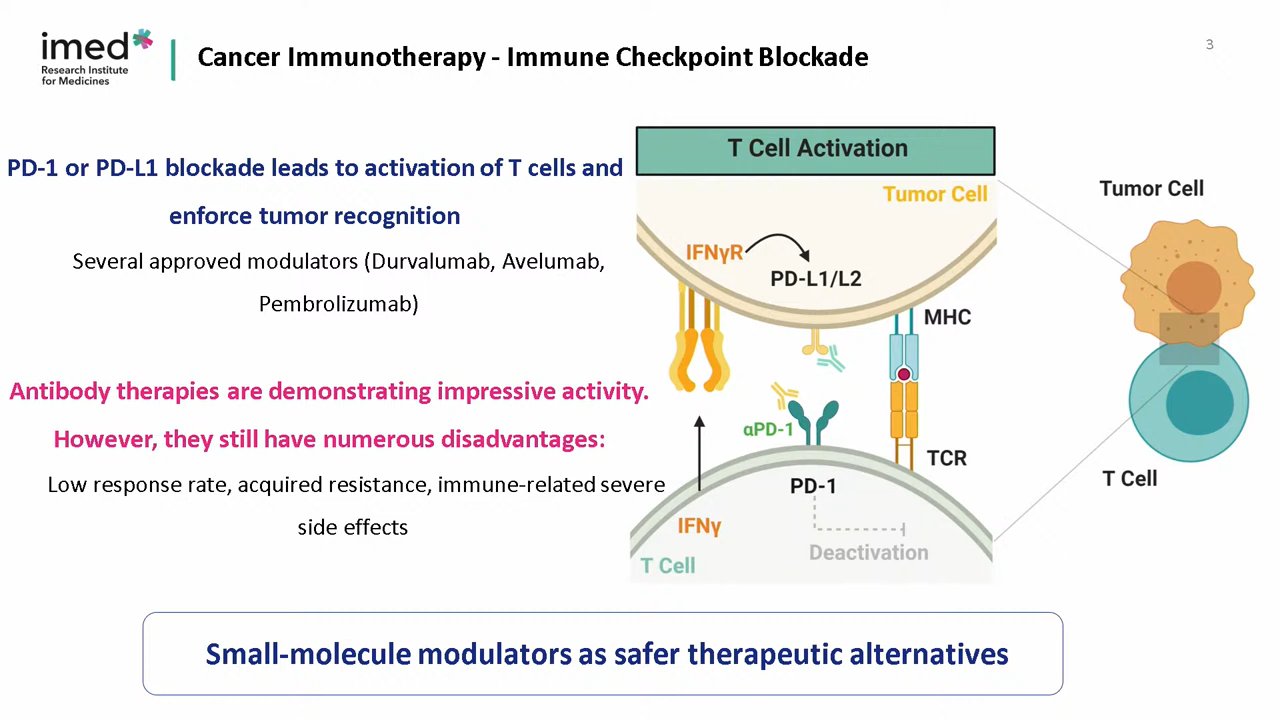 imed
Research Institute
for Medicines
Cancer Immunotherapy - Immune Checkpoint Blockade
3
PD-1 or PD-L1 blockade leads to activation of T cells and
enforce tumor recognition
Several approved modulators (Durvalumab, Avelumab,
Pembrolizumab)
Antibody therapies are demonstrating impressive activity.
However, they still have numerous disadvantages:
Low response rate, acquired resistance, immune-related severe
side effects
T Cell Activation
Tumor Cell
IFNγR
PD-L1/L2
MHC
αPD-1
TCR
PD-1
IFNγ
Deactivation
T Cell
Tumor Cell
T Cell
Small-molecule modulators as safer therapeutic alternatives